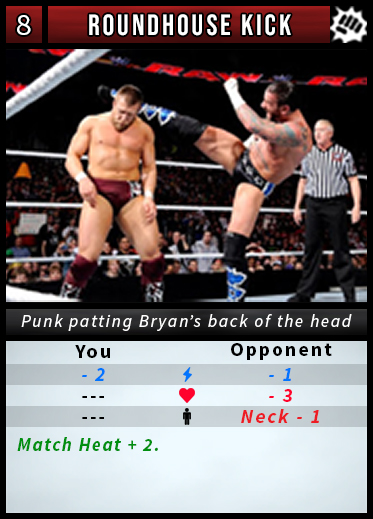 8 ROUNDHOUSE KICK
RAW
Punk patting Bryan's back of the head
You Opponent
- 2 - 1
--- - 3
--- Neck - 1
Match Heat + 2.